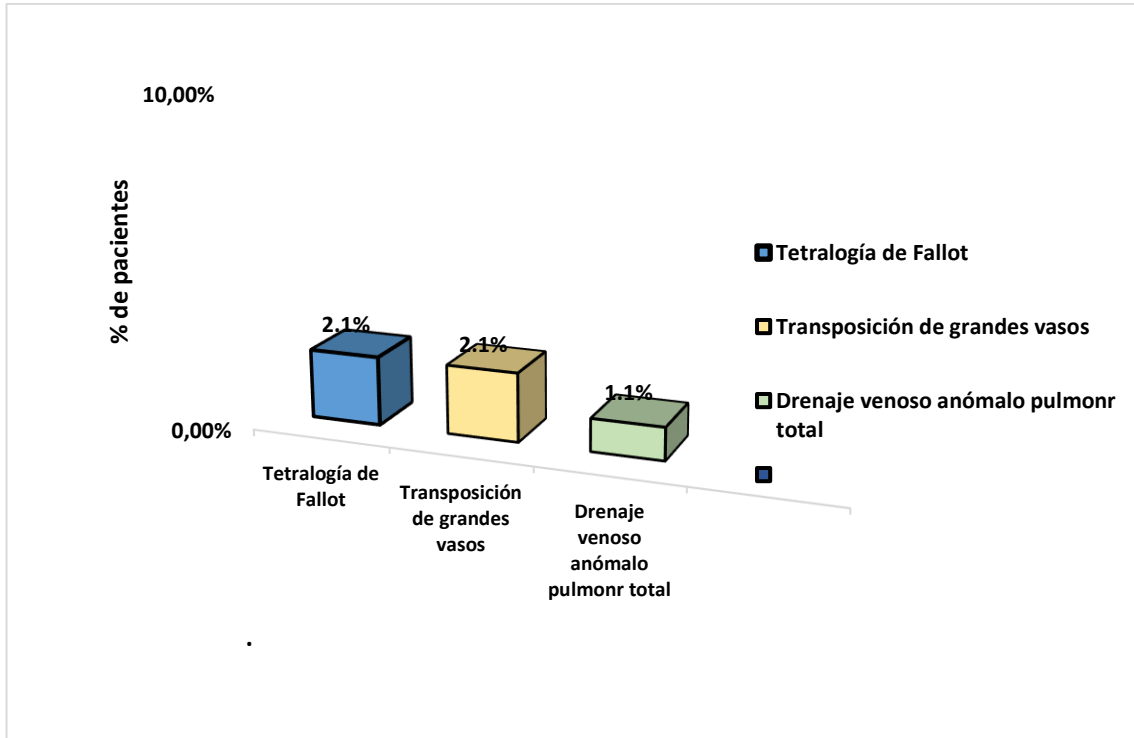 10,00%
% de pacientes
0,00%
2.1%
2.1%
1.1%
Tetralogía de
Fallot
Transposición
de grandes
vasos
Drenaje
venoso
anómalo
pulmonr total
Tetralogía de Fallot
Transposición de grandes vasos
Drenaje venoso anómalo pulmonr
total
.